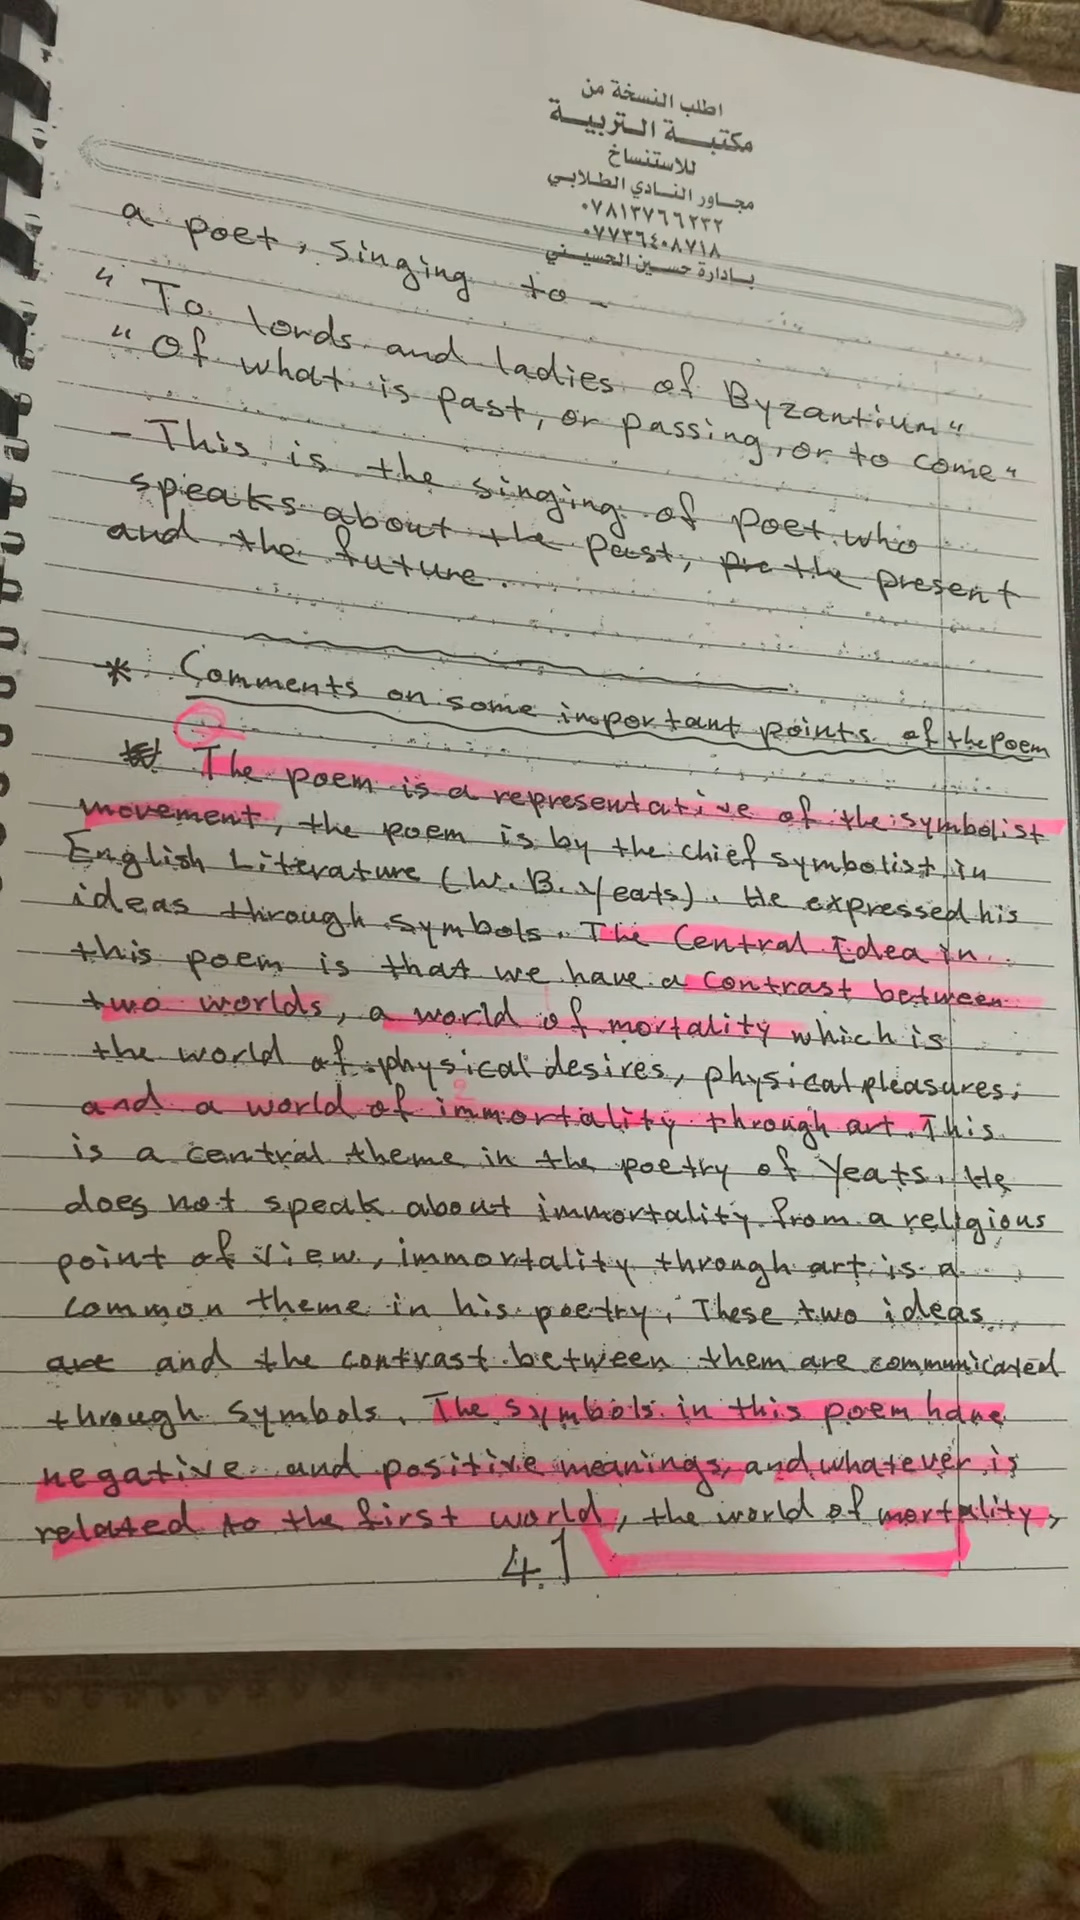 اطلب النسخة من
مكتبة التربية
للاستنساخ
مجاور النادي الطلابي
٠٧٨١٣٧٦٦٢٣٢
٠٧٧٣٦٤٠٨٧١٨
بادارة حسين الحسيني
a poet, singing to -
" To lords and ladies of Byzantium "
" Of what is past, or passing, or to come "
- This is the singing of poet who
speaks about the past, pre the present
and the future.
* Comments on some important points of the poem
The poem is a representative of the symbolist
movement, the poem is by the chief symbolist in
English Literature (W. B. Yeats). He expressed his
ideas through symbols. The Central Idea in
this poem is that we have a contrast between
two worlds, a world of mortality which is
the world of physical desires, physical pleasures;
and a world of immortality through art. This
is a central theme in the poetry of Yeats. He
does not speak about immortality from a religious
point of view, immortality through art is a
common theme in his poetry. These two ideas
are and the contrast between them are communicated
through symbols. The symbols in this poem have
negative and positive meanings, and whatever is
related to the first world, the world of mortality,
41